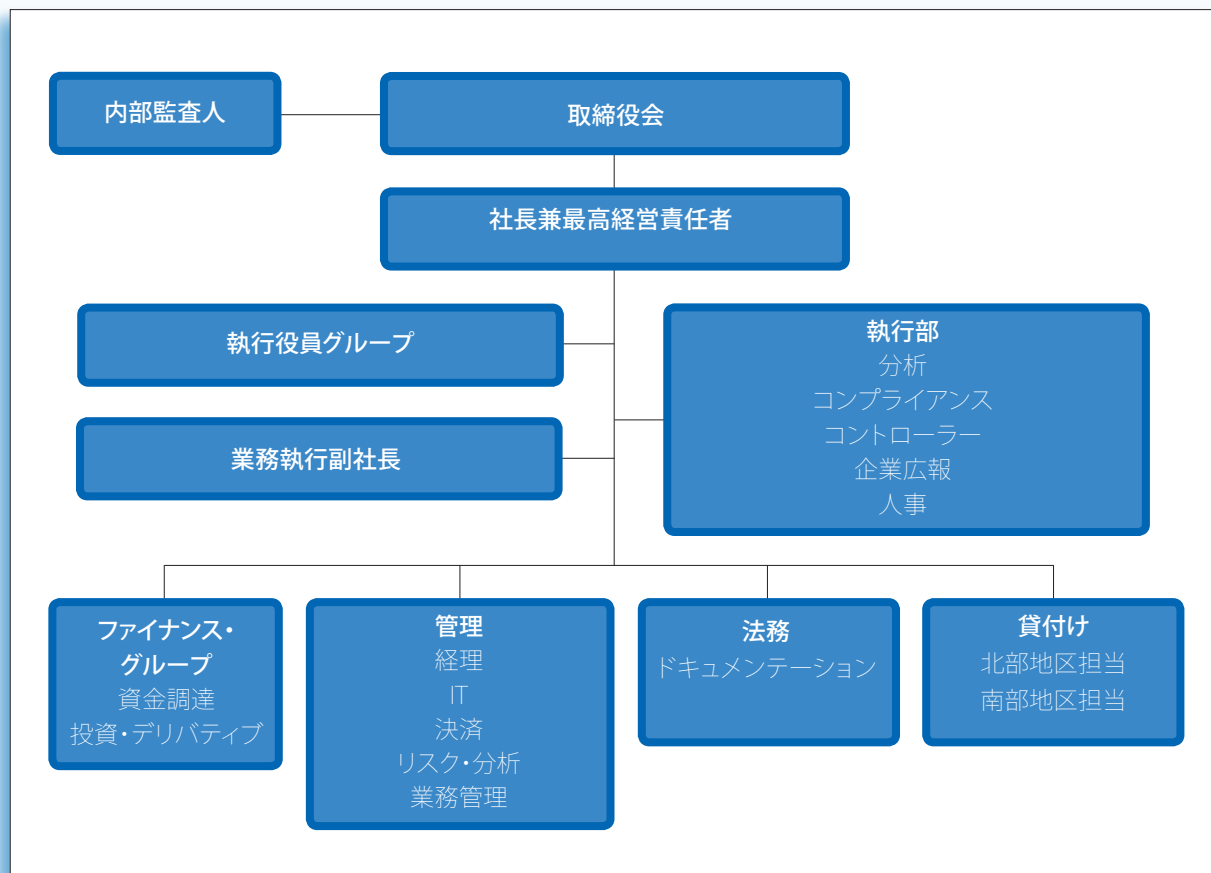 内部監査人
取締役会
社長兼最高経営責任者
執行役員グループ
業務執行副社長
執行部
分析
コンプライアンス
コントローラー
企業広報
人事
ファイナンス・
グループ
資金調達
投資・デリバティブ
管理
経理
IT
決済
リスク・分析
業務管理
法務
ドキュメンテーション
貸付け
北部地区担当
南部地区担当